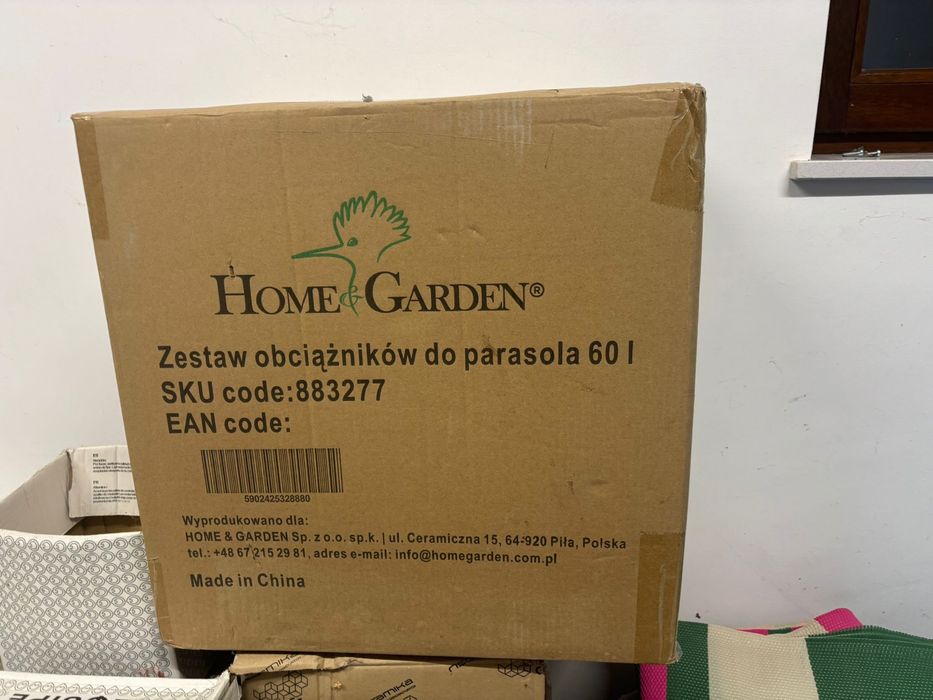 HOME & GARDEN®
Zestaw obciążników do parasola 60 l
SKU code:883277
EAN code:
5902425328880
Wyprodukowano dla:
HOME & GARDEN Sp. z o.o. sp.k. | ul. Ceramiczna 15, 64-920 Piła, Polska
tel.: +48 67 215 29 81, adres e-mail: info@homegarden.com.pl
Made in China